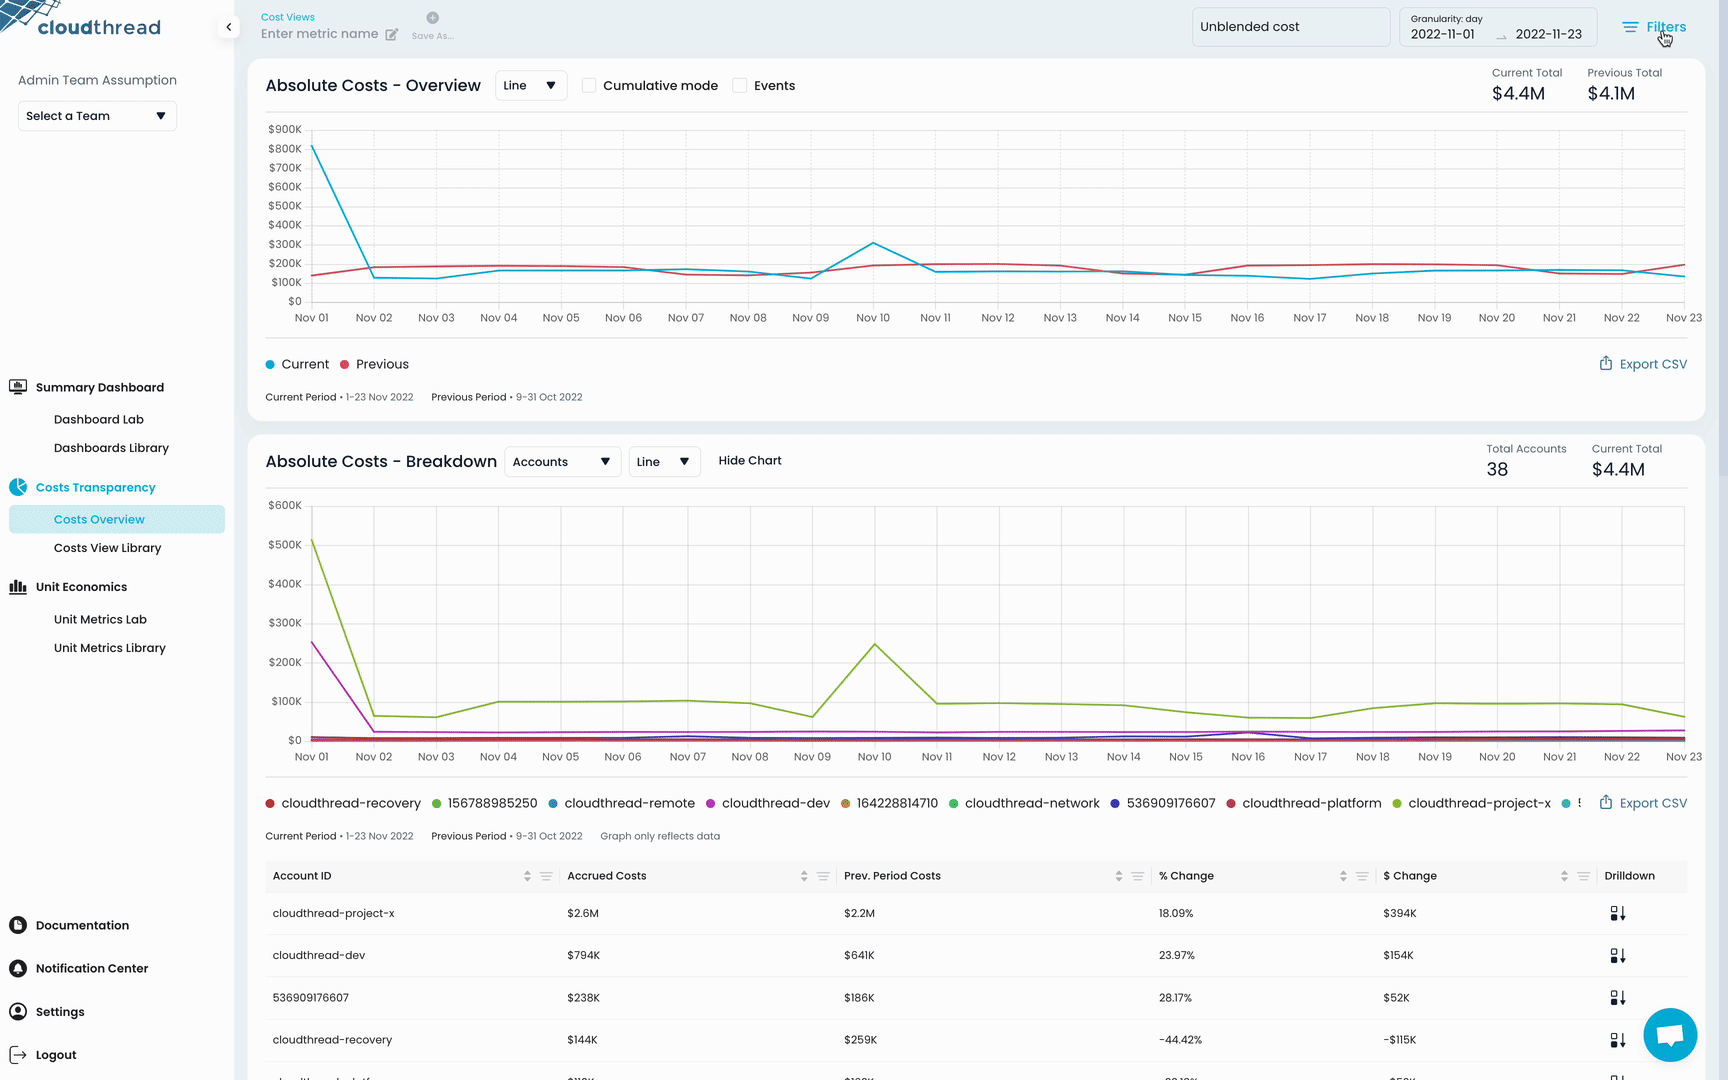 cloudthread
Cost Views
Enter metric name
Save As...
Unblended cost
Granularity: day
2022-11-01
2022-11-23
Filters
Admin Team Assumption
Select a Team
Summary Dashboard
Dashboard Lab
Dashboards Library
Costs Transparency
Costs Overview
Costs View Library
Unit Economics
Unit Metrics Lab
Unit Metrics Library
Documentation
Notification Center
Settings
Logout
Absolute Costs - Overview
Line
Cumulative mode
Events
Current Total
$4.4M
Previous Total
$4.1M
$900K
$800K
$700K
$600K
$500K
$400K
$300K
$200K
$100K
$0
Nov 01 Nov 02 Nov 03 Nov 04 Nov 05 Nov 06 Nov 07 Nov 08 Nov 09 Nov 10 Nov 11 Nov 12 Nov 13 Nov 14 Nov 15 Nov 16 Nov 17 Nov 18 Nov 19 Nov 20 Nov 21 Nov 22 Nov 23
Current Previous
Export CSV
Current Period • 1-23 Nov 2022 Previous Period • 9-31 Oct 2022
Absolute Costs - Breakdown
Accounts
Line
Hide Chart
Total Accounts
38
Current Total
$4.4M
$600K
$500K
$400K
$300K
$200K
$100K
$0
Nov 01 Nov 02 Nov 03 Nov 04 Nov 05 Nov 06 Nov 07 Nov 08 Nov 09 Nov 10 Nov 11 Nov 12 Nov 13 Nov 14 Nov 15 Nov 16 Nov 17 Nov 18 Nov 19 Nov 20 Nov 21 Nov 22 Nov 23
cloudthread-recovery 156788985250 cloudthread-remote cloudthread-dev 164228814710 cloudthread-network 536909176607 cloudthread-platform cloudthread-project-x
Export CSV
Current Period • 1-23 Nov 2022 Previous Period • 9-31 Oct 2022 Graph only reflects data
Account ID Accrued Costs Prev. Period Costs % Change $ Change Drilldown
cloudthread-project-x $2.6M $2.2M 18.09% $394K
cloudthread-dev $794K $641K 23.97% $154K
536909176607 $238K $186K 28.17% $52K
cloudthread-recovery $144K $259K -44.42% -$115K